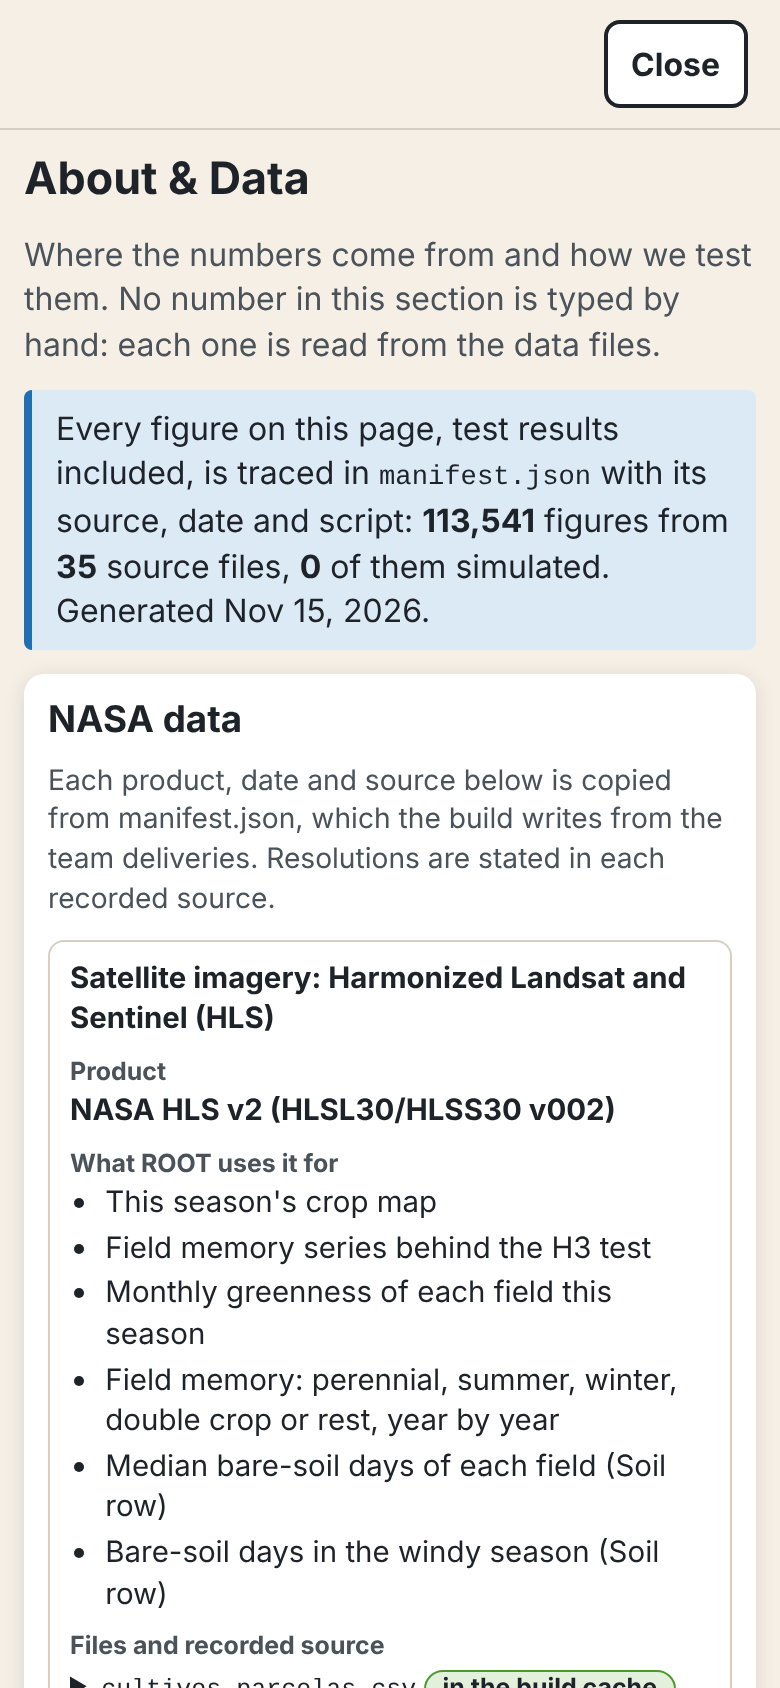 Close
About & Data
Where the numbers come from and how we test
them. No number in this section is typed by
hand: each one is read from the data files.
Every figure on this page, test results
included, is traced in manifest.json with its
source, date and script: 113,541 figures from
35 source files, 0 of them simulated.
Generated Nov 15, 2026.
NASA data
Each product, date and source below is copied
from manifest.json, which the build writes from the
team deliveries. Resolutions are stated in each
recorded source.
Satellite imagery: Harmonized Landsat and
Sentinel (HLS)
Product
NASA HLS v2 (HLSL30/HLSS30 v002)
What ROOT uses it for
• This season's crop map
• Field memory series behind the H3 test
• Monthly greenness of each field this
season
• Field memory: perennial, summer, winter,
double crop or rest, year by year
• Median bare-soil days of each field (Soil
row)
• Bare-soil days in the windy season (Soil
row)
Files and recorded source
▶ cultivos_parcelas.csv in the build cache